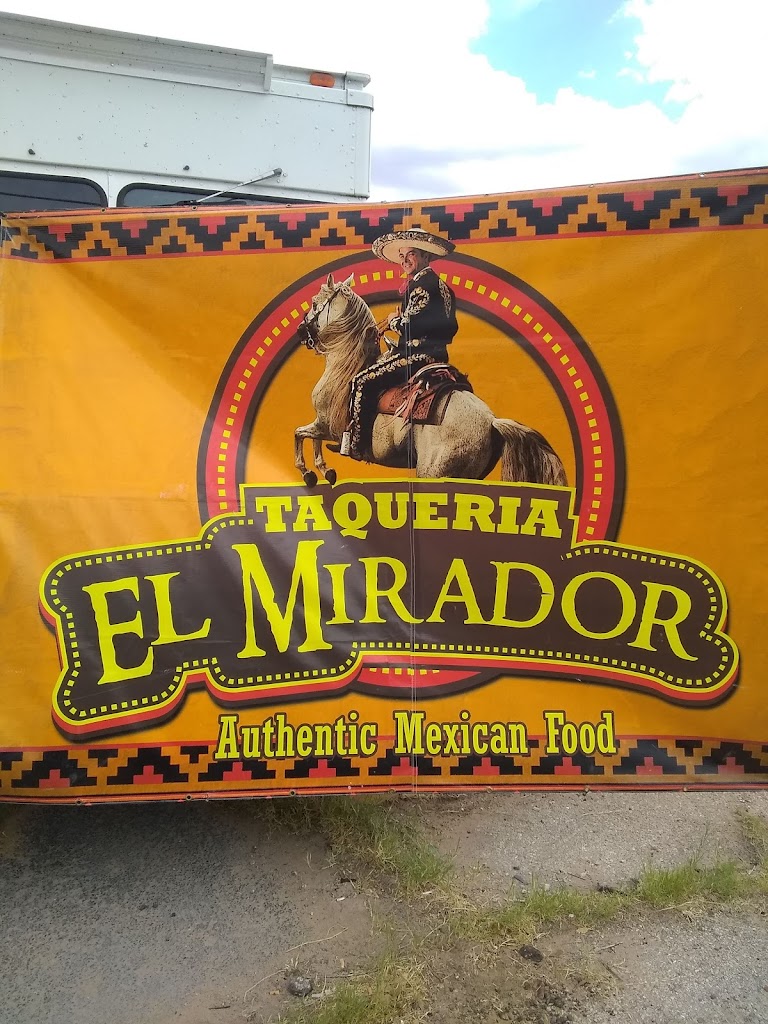 TAQUERIA
EL MIRADOR
Authentic Mexican Food